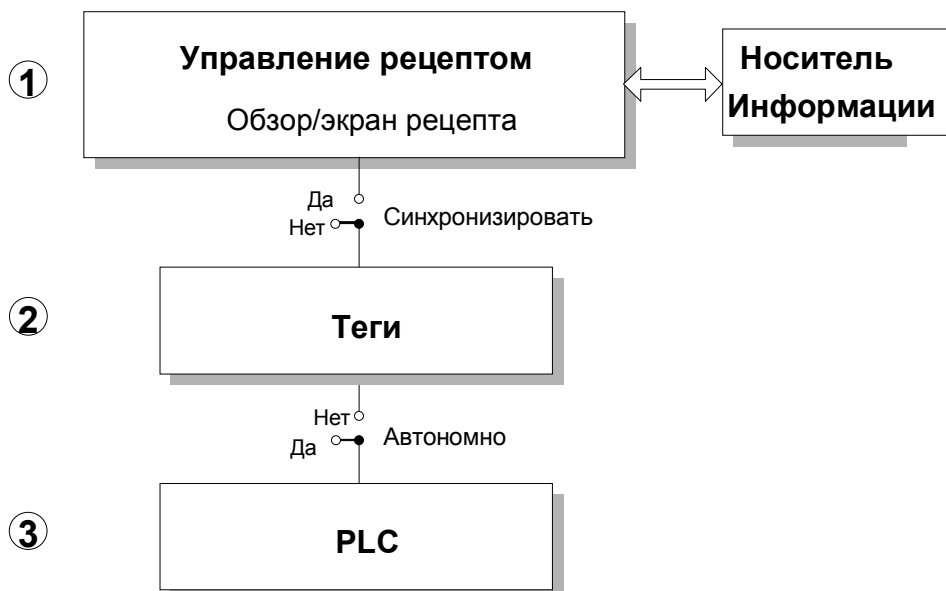 1
Управление рецептом
Обзор/экран рецепта
Носитель
Информации
Да
Нет
Синхронизировать
2
Теги
Нет
Да
Автономно
3
PLC